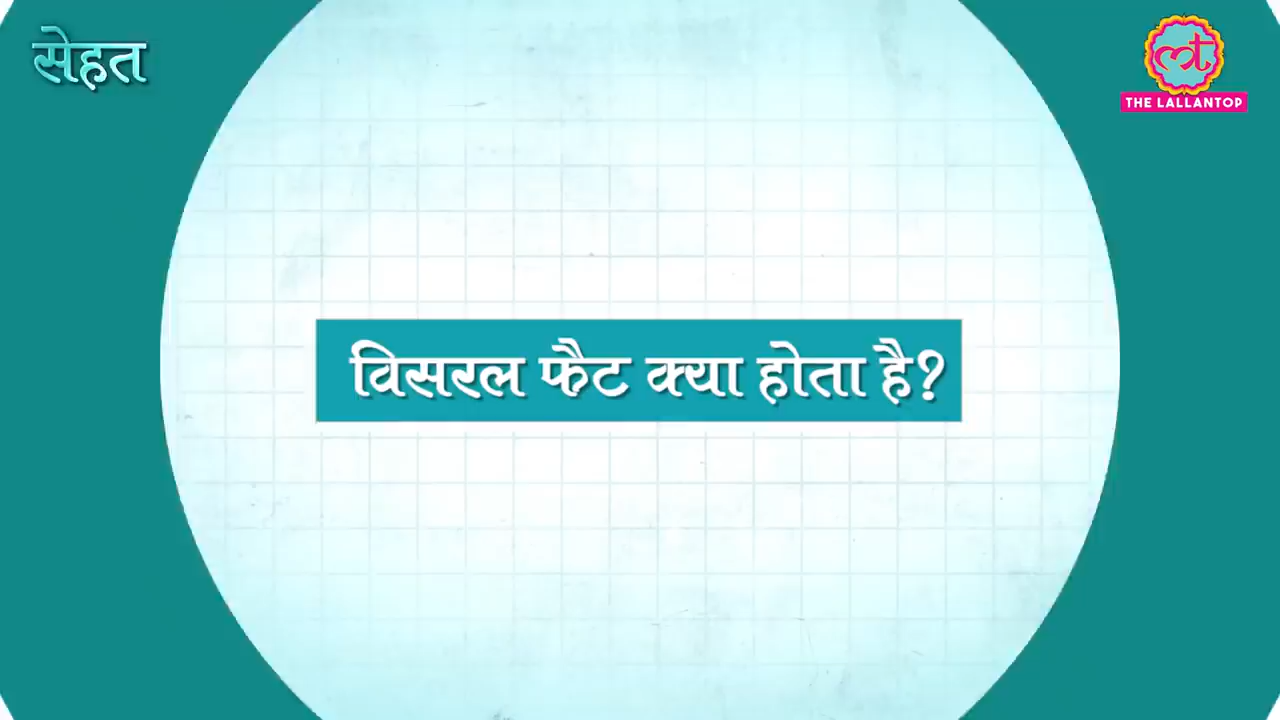 सेहत
THE LALLANTOP
विसरल फैट क्या होता है?